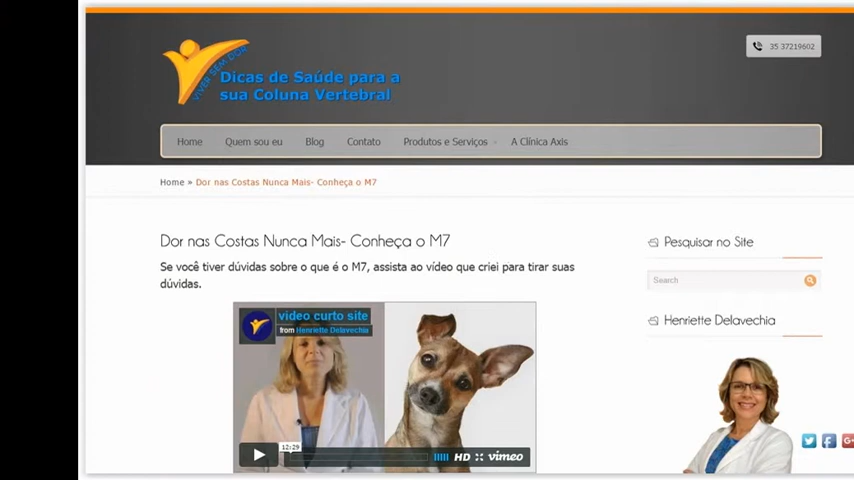 35 37219602
VIVER SEM DOR
Dicas de Saúde para a
sua Coluna Vertebral
Home Quem sou eu Blog Contato Produtos e Serviços A Clínica Axis
Home » Dor nas Costas Nunca Mais- Conheça o M7
Dor nas Costas Nunca Mais- Conheça o M7
Se você tiver dúvidas sobre o que é o M7, assista ao vídeo que criei para tirar suas
dúvidas.
video curto site
from Henriette Delavechia
12:29
HD vimeo
Pesquisar no Site
Search
Henriette Delavechia